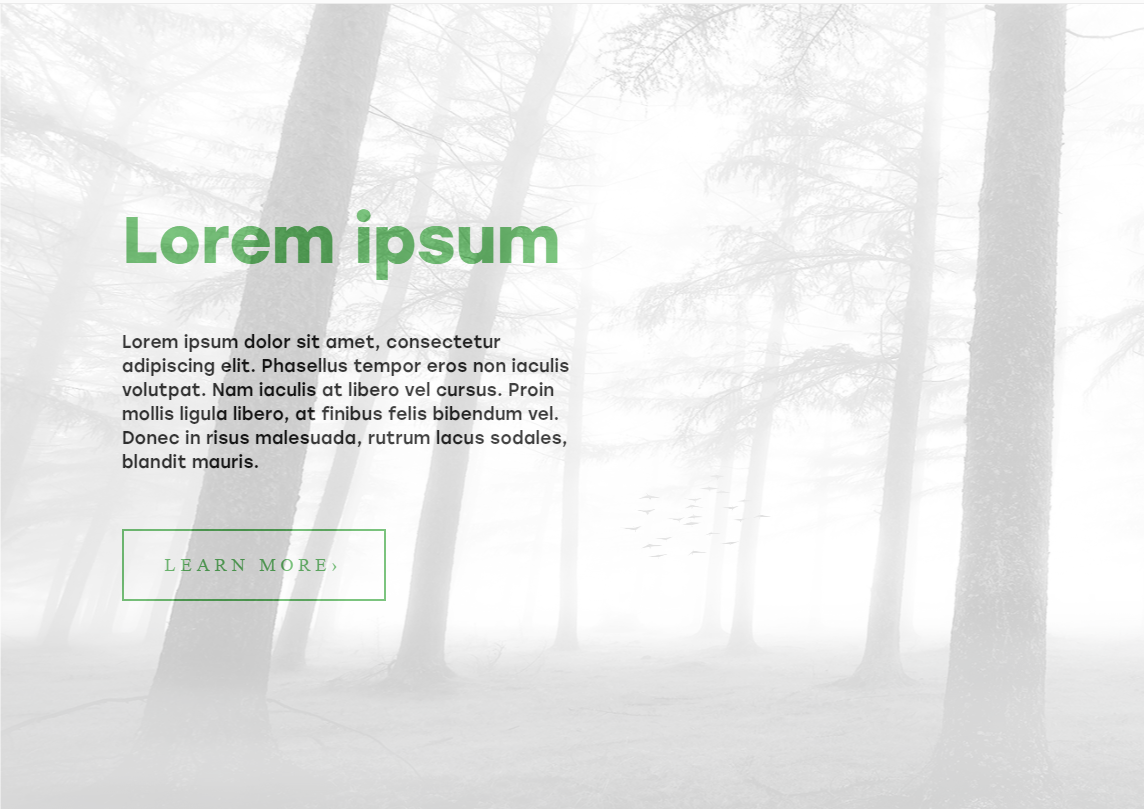 Lorem ipsum
Lorem ipsum dolor sit amet, consectetur
adipiscing elit. Phasellus tempor eros non iaculis
volutpat. Nam iaculis at libero vel cursus. Proin
mollis ligula libero, at finibus felis bibendum vel.
Donec in risus malesuada, rutrum lacus sodales,
blandit mauris.
LEARN MORE›